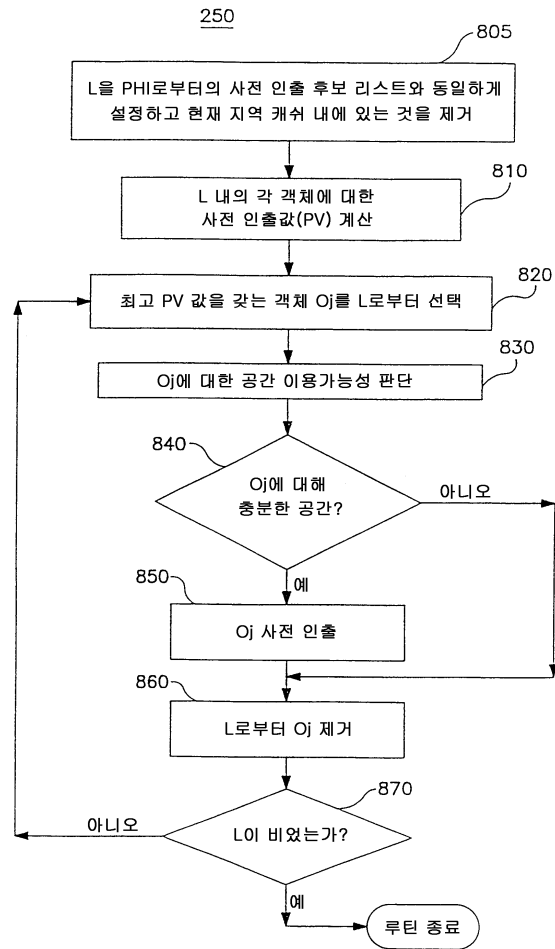 250
805
L을 PHI로부터의 사전 인출 후보 리스트와 동일하게
설정하고 현재 지역 캐쉬 내에 있는 것을 제거
810
L 내의 각 객체에 대한
사전 인출값(PV) 계산
820
최고 PV 값을 갖는 객체 Oj를 L로부터 선택
830
Oj에 대한 공간 이용가능성 판단
840
Oj에 대해
충분한 공간?
아니오
예
850
Oj 사전 인출
860
L로부터 Oj 제거
870
L이 비었는가?
아니오
예
루틴 종료